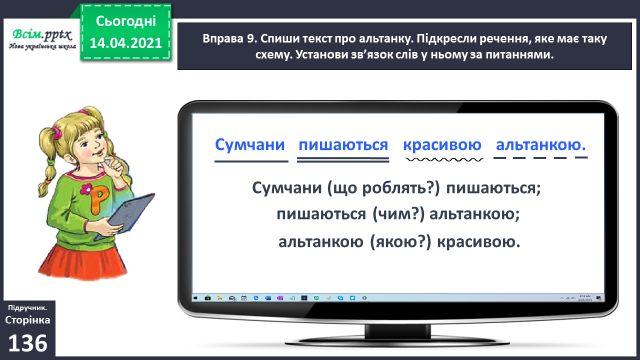 Всім.pptx
Нова українська школа
Сьогодні
14.04.2021
Вправа 9. Спиши текст про альтанку. Підкресли речення, яке має таку
схему. Установи зв’язок слів у ньому за питаннями.
Сумчани пишаються красивою альтанкою.
Сумчани (що роблять?) пишаються;
пишаються (чим?) альтанкою;
альтанкою (якою?) красивою.
Р
Підручник.
Сторінка
136